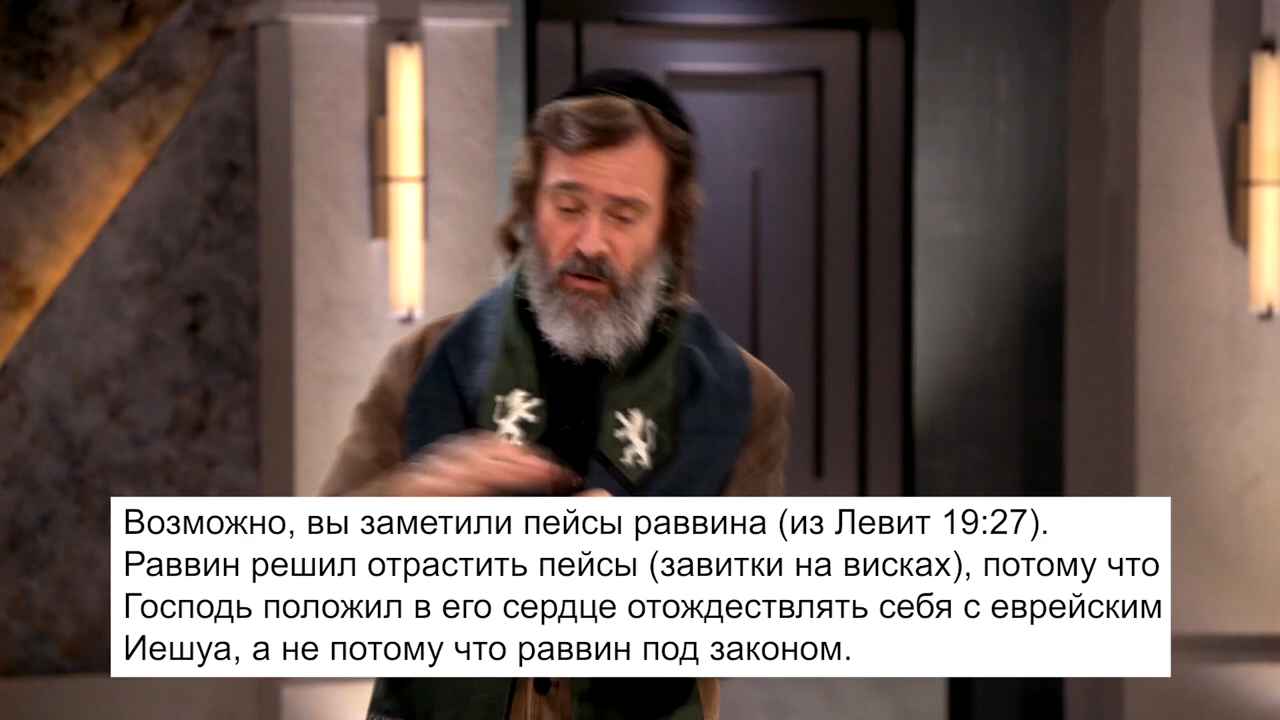 Возможно, вы заметили пейсы раввина (из Левит 19:27).
Раввин решил отрастить пейсы (завитки на висках), потому что
Господь положил в его сердце отождествлять себя с еврейским
Иешуа, а не потому что раввин под законом.